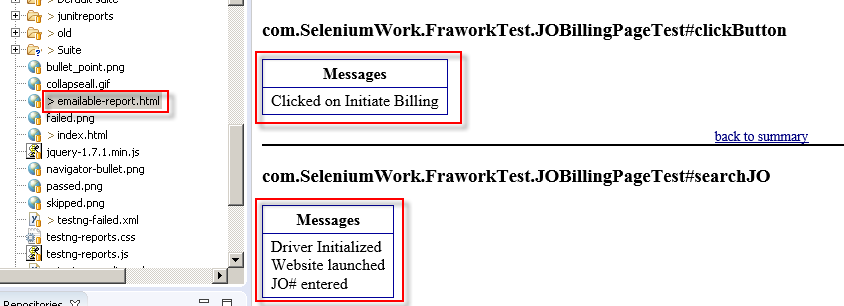 Default suite
> junitreports
> old
> Suite
bullet_point.png
collapseall.gif
> emailable-report.html
failed.png
> index.html
jquery-1.7.1.min.js
navigator-bullet.png
passed.png
skipped.png
> testng-failed.xml
testng-reports.css
testng-reports.js
Repositories
com.SeleniumWork.FraworkTest.JOBillingPageTest#clickButton
Messages
Clicked on Initiate Billing
back to summary
com.SeleniumWork.FraworkTest.JOBillingPageTest#searchJO
Messages
Driver Initialized
Website launched
JO# entered